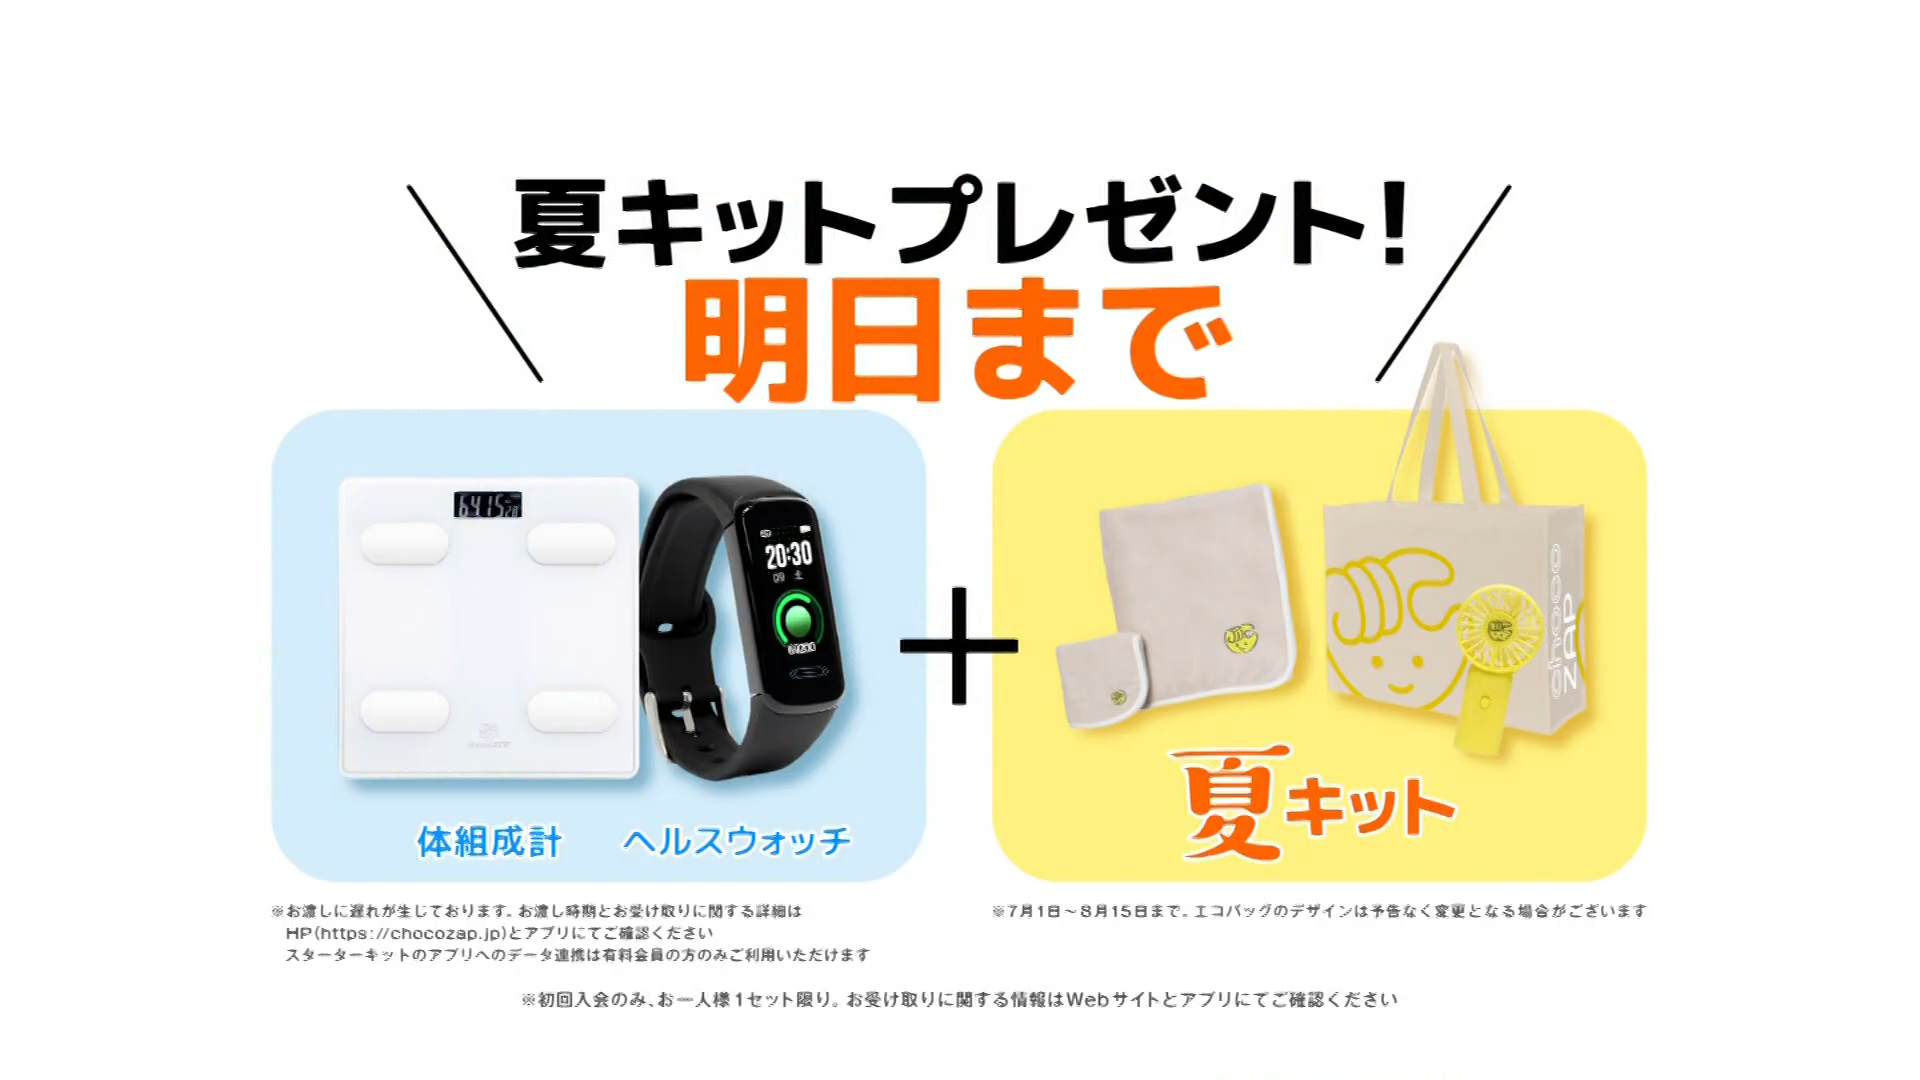 夏キットプレゼント!
明日まで
6415
20:30
choco
ZAP
体組成計 ヘルスウォッチ
夏キット
※お渡しに遅れが生じております。お渡し時期とお受け取りに関する詳細は
HP(https://chocozap.jp)とアプリにてご確認ください
スターターキットのアプリへのデータ連携は有料会員の方のみご利用いただけます
※7月1日～8月15日まで。エコバッグのデザインは予告なく変更となる場合がございます
※初回入会のみ、お一人様1セット限り。お受け取りに関する情報はWebサイトとアプリにてご確認ください